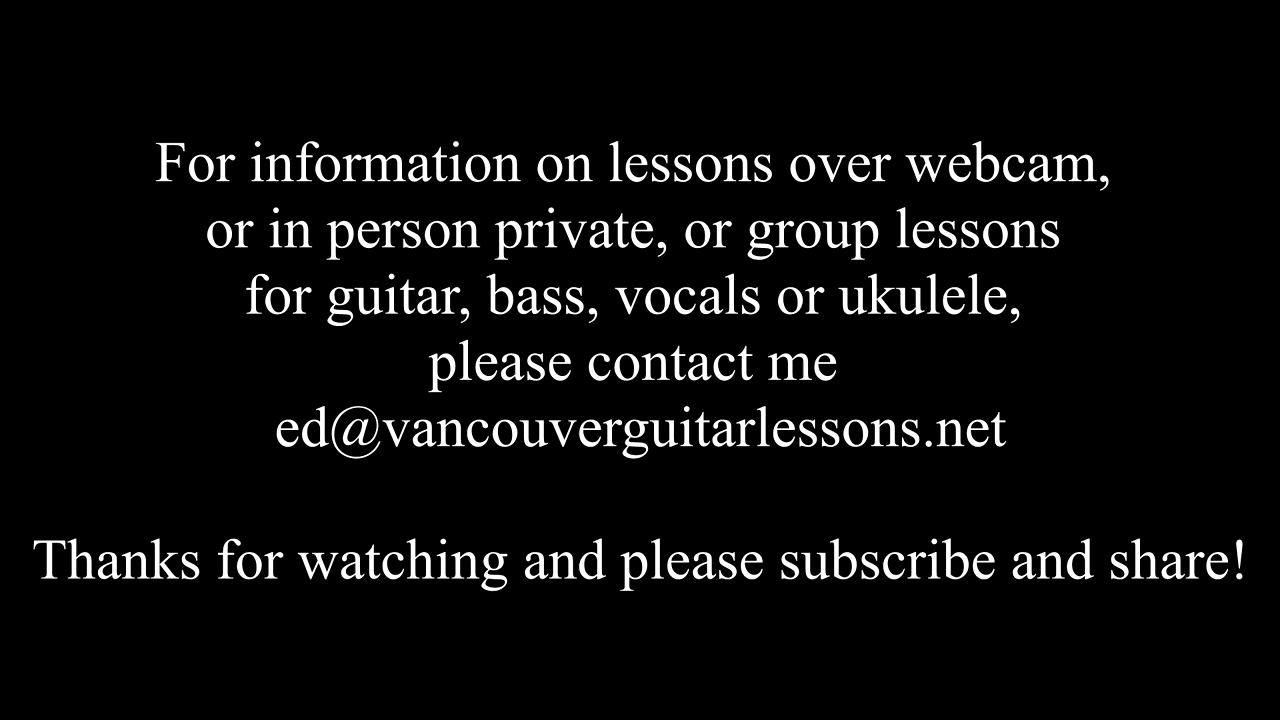 For information on lessons over webcam,
or in person private, or group lessons
for guitar, bass, vocals or ukulele,
please contact me
ed@vancouverguitarlessons.net
Thanks for watching and please subscribe and share!